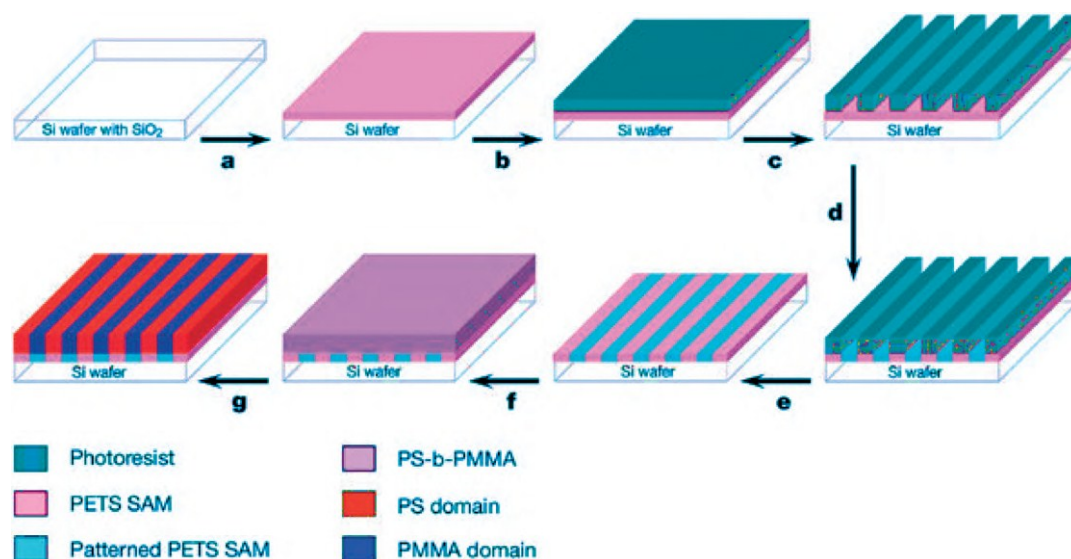 Si wafer with SiO₂
a
Si wafer
b
Si wafer
c
Si wafer
d
Si wafer
g
Si wafer
f
Si wafer
e
Si wafer
Photoresist
PS-b-PMMA
PETS SAM
PS domain
Patterned PETS SAM
PMMA domain